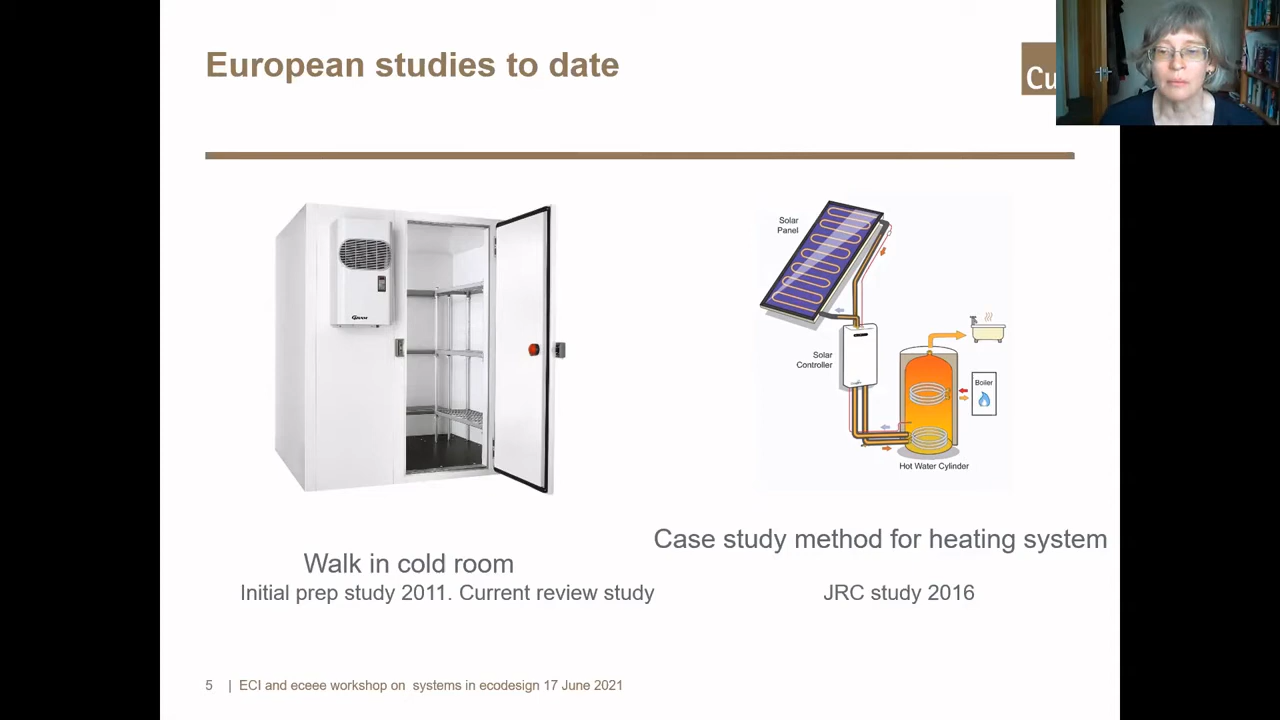 European studies to date
Cu
Solar
Panel
Solar
Controller
Boiler
Hot Water Cylinder
Case study method for heating system
Walk in cold room
Initial prep study 2011. Current review study
JRC study 2016
5 | ECI and eceee workshop on systems in ecodesign 17 June 2021